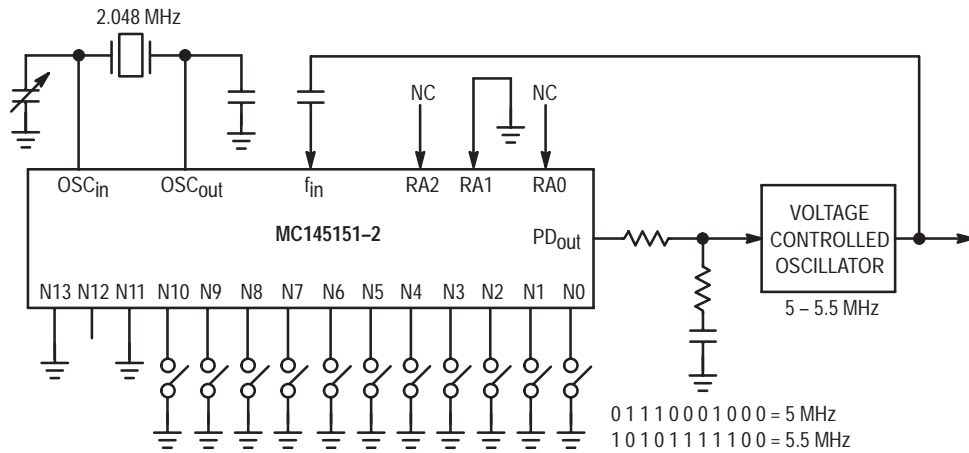 2.048 MHz
NC
NC
OSCin
OSCout
fin
RA2
RA1
RA0
MC145151–2
PDout
VOLTAGE
CONTROLLED
OSCILLATOR
5 – 5.5 MHz
N13 N12 N11 N10 N9 N8 N7 N6 N5 N4 N3 N2 N1 N0
0 1 1 1 0 0 0 1 0 0 0 = 5 MHz
1 0 1 0 1 1 1 1 1 0 0 = 5.5 MHz